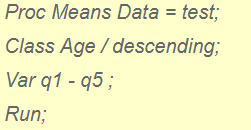 Proc Means Data = test;
Class Age / descending;
Var q1 - q5 ;
Run;